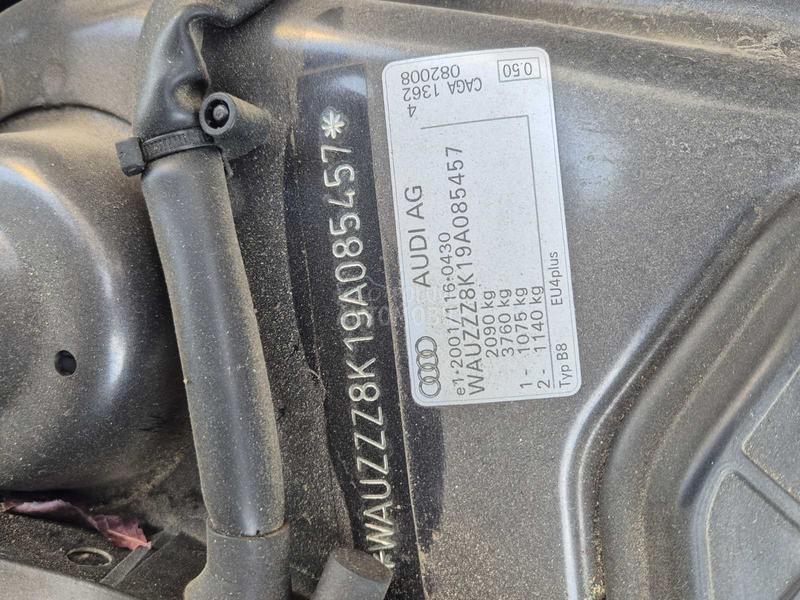 *WAUZZZ8K19A085457*
AUDI AG
e1*2001/116*0430
WAUZZZ8K19A085457
2090 kg
3760 kg
1- 1075 kg
2- 1140 kg
Typ B8 EU4plus
CAGA 1362
082008
4
0.50